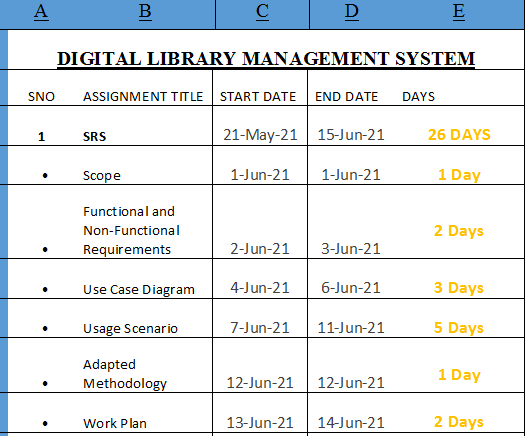 A B C D E
DIGITAL LIBRARY MANAGEMENT SYSTEM
SNO ASSIGNMENT TITLE START DATE END DATE DAYS
1 SRS 21-May-21 15-Jun-21 26 DAYS
• Scope 1-Jun-21 1-Jun-21 1 Day
Functional and
Non-Functional 2 Days
• Requirements 2-Jun-21 3-Jun-21
• Use Case Diagram 4-Jun-21 6-Jun-21 3 Days
• Usage Scenario 7-Jun-21 11-Jun-21 5 Days
Adapted 1 Day
• Methodology 12-Jun-21 12-Jun-21
• Work Plan 13-Jun-21 14-Jun-21 2 Days